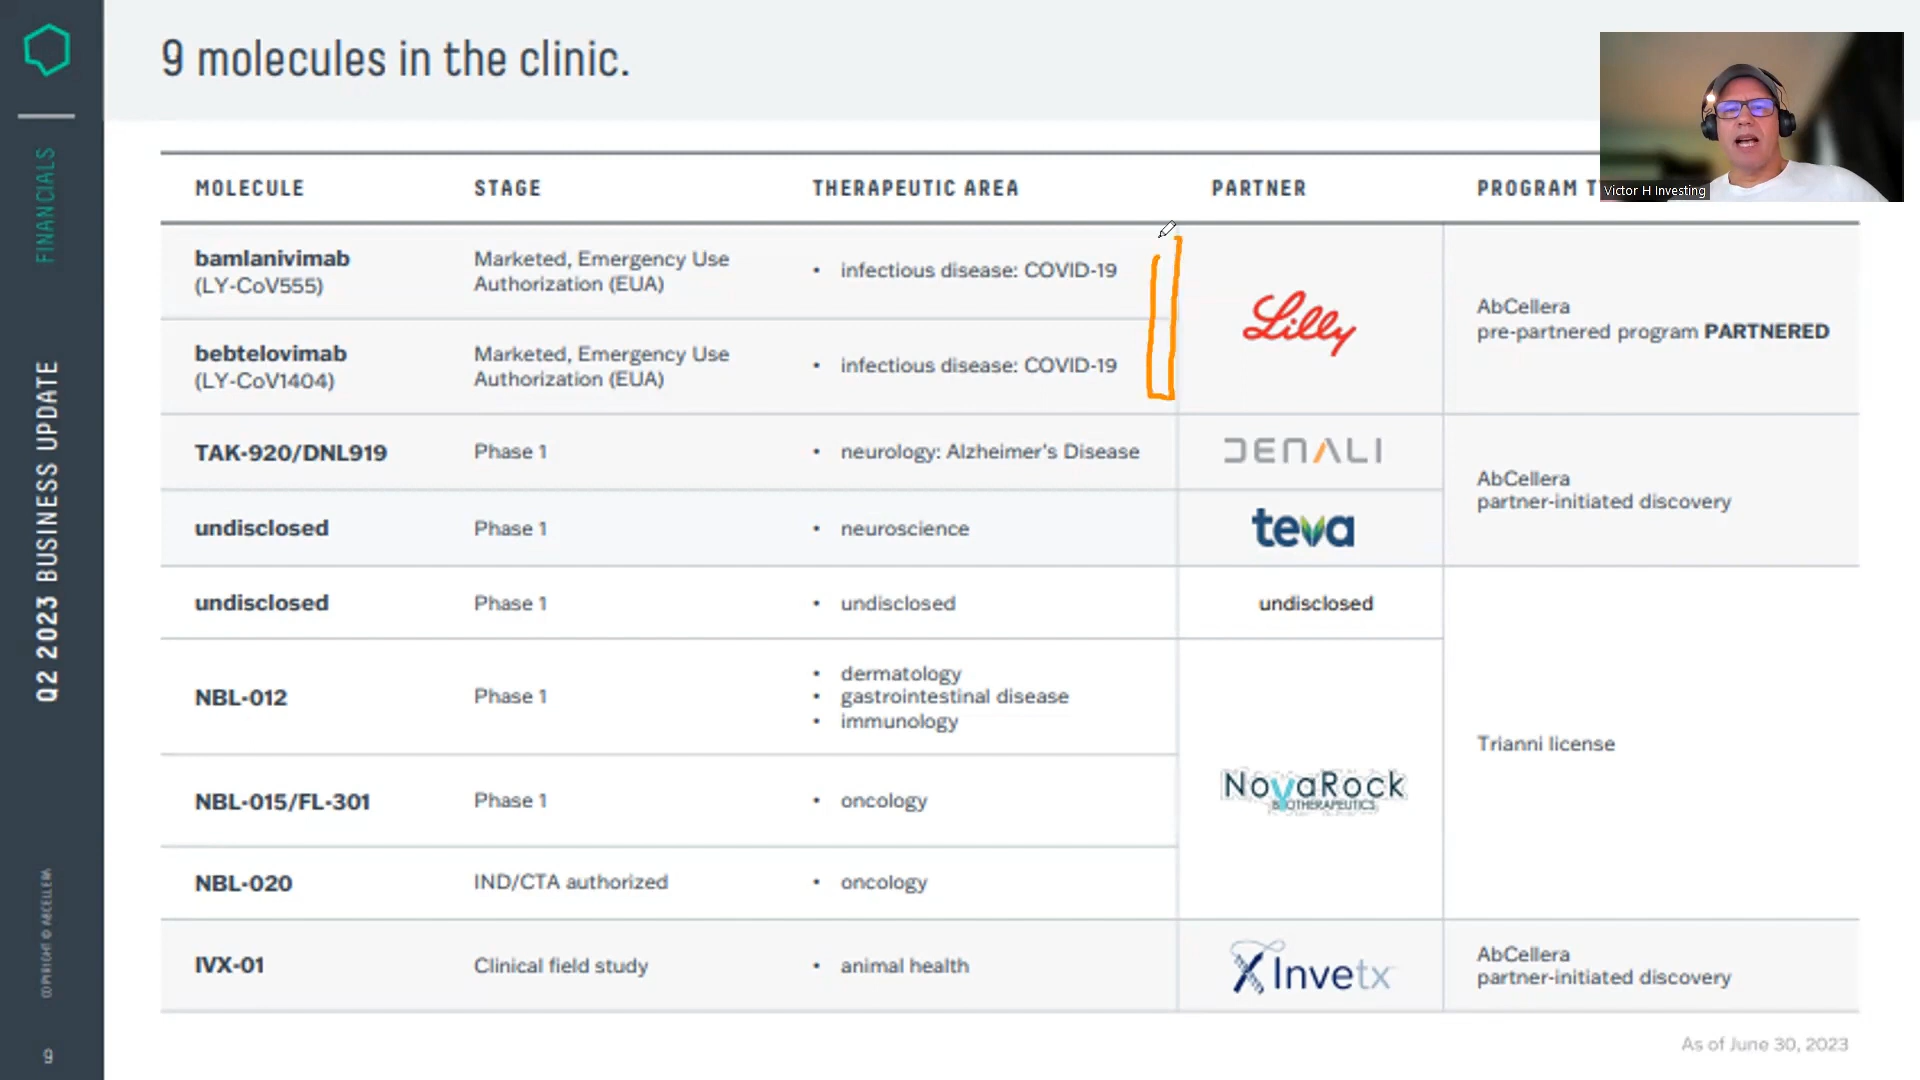 9 molecules in the clinic.
Victor H Investing
FINANCIALS
Q2 2023 BUSINESS UPDATE
COPYRIGHT © ABCELLERA
9
MOLECULE STAGE THERAPEUTIC AREA PARTNER PROGRAM T
bamlanivimab
(LY-CoV555)
Marketed, Emergency Use
Authorization (EUA)
• infectious disease: COVID-19
Lilly
AbCellera
pre-partnered program PARTNERED
bebtelovimab
(LY-CoV1404)
Marketed, Emergency Use
Authorization (EUA)
• infectious disease: COVID-19
TAK-920/DNL919
Phase 1
• neurology: Alzheimer's Disease
DENALI
AbCellera
partner-initiated discovery
undisclosed
Phase 1
• neuroscience
teva
undisclosed
Phase 1
• undisclosed
undisclosed
Trianni license
NBL-012
Phase 1
• dermatology
• gastrointestinal disease
• immunology
NovaRock
BIOTHERAPEUTICS
NBL-015/FL-301
Phase 1
• oncology
NBL-020
IND/CTA authorized
• oncology
IVX-01
Clinical field study
• animal health
Invetx
AbCellera
partner-initiated discovery
As of June 30, 2023